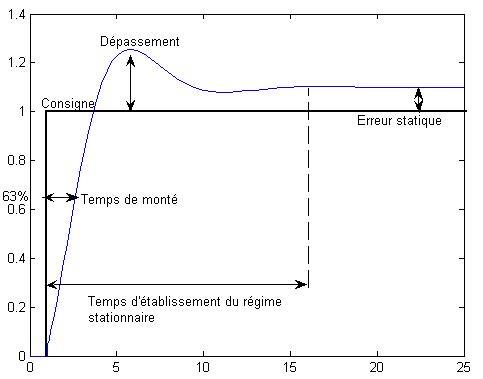 1.4
Dépassement
1.2
Consigne
1
Erreur statique
0.8
63%
Temps de monté
0.6
0.4
Temps d'établissement du régime
stationnaire
0.2
0
0
5
10
15
20
25